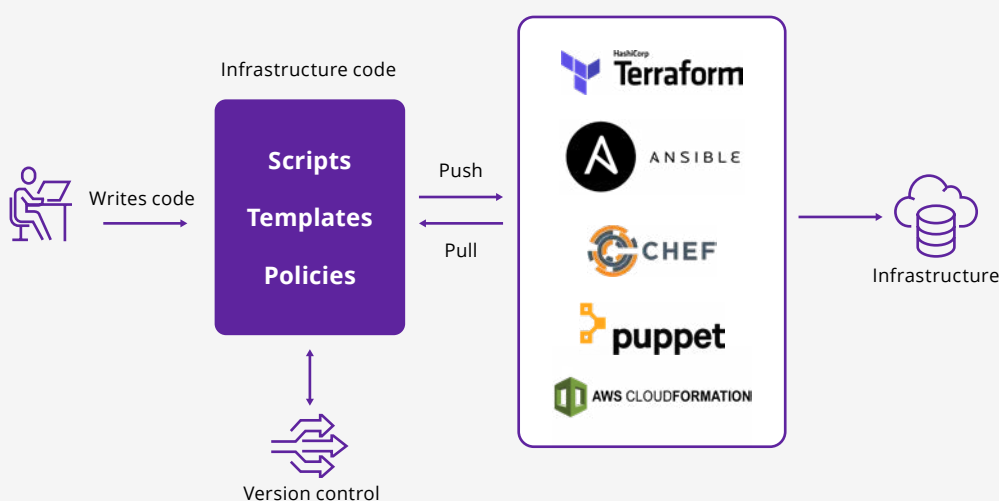 Infrastructure code
Scripts
Templates
Policies
Writes code
Push
Pull
HashiCorp
Terraform
ANSIBLE
CHEF
puppet
AWS CLOUDFORMATION
Infrastructure
Version control